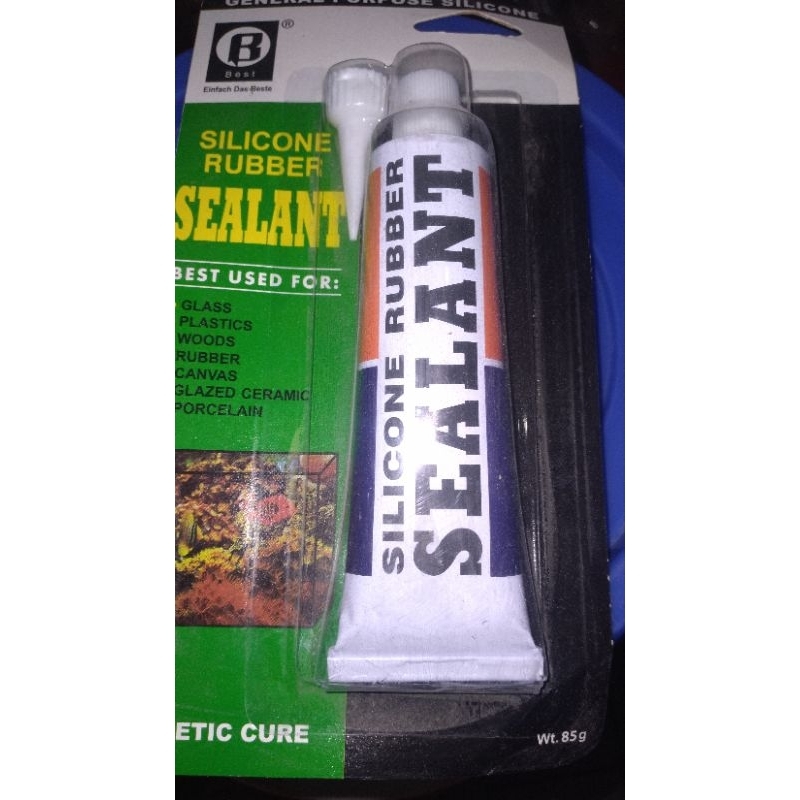 GENERAL PURPOSE SILICONE
B
®
Best
Einfach Das Beste
SILICONE
RUBBER
SEALANT
BEST USED FOR:
GLASS
PLASTICS
WOODS
RUBBER
CANVAS
GLAZED CERAMIC
PORCELAIN
SILICONE RUBBER
SEALANT
ETIC CURE
Wt. 85g